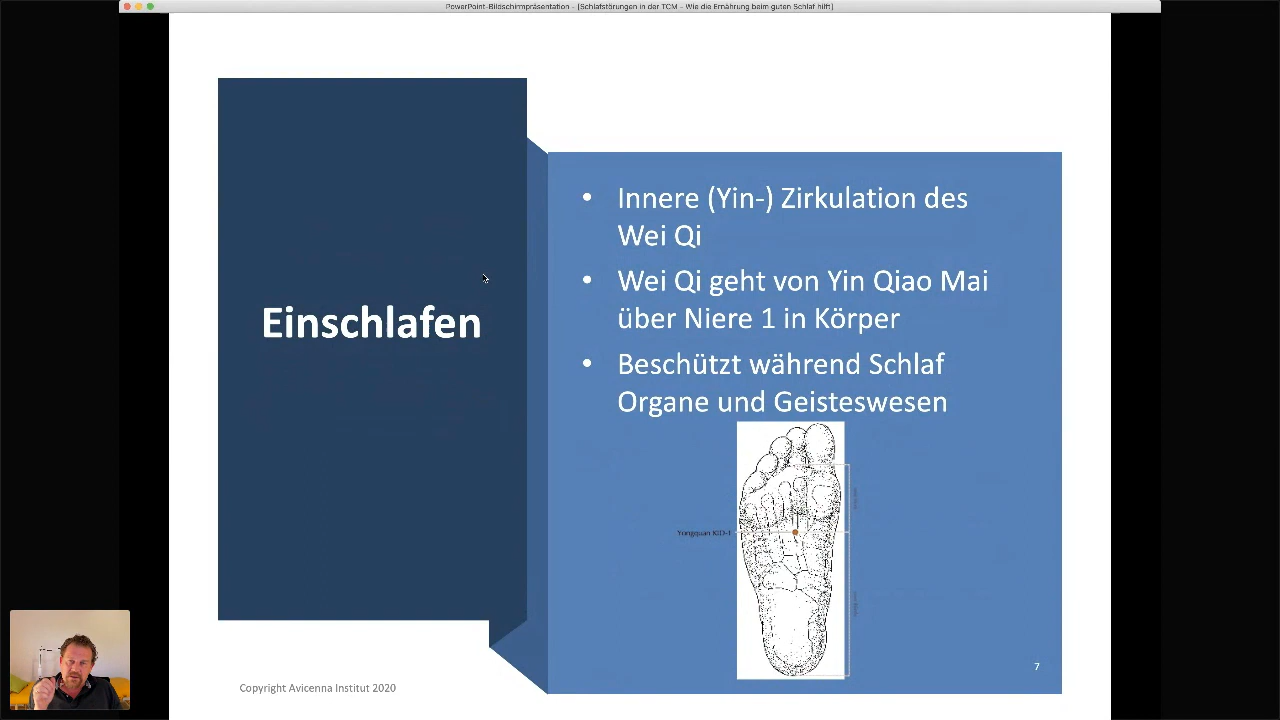 PowerPoint-Bildschirmpräsentation - [Schlafstörungen in der TCM - Wie die Ernährung beim guten Schlaf hilft]
Einschlafen
• Innere (Yin-) Zirkulation des
Wei Qi
• Wei Qi geht von Yin Qiao Mai
über Niere 1 in Körper
• Beschützt während Schlaf
Organe und Geisteswesen
Yongquan KID-1
7
Copyright Avicenna Institut 2020